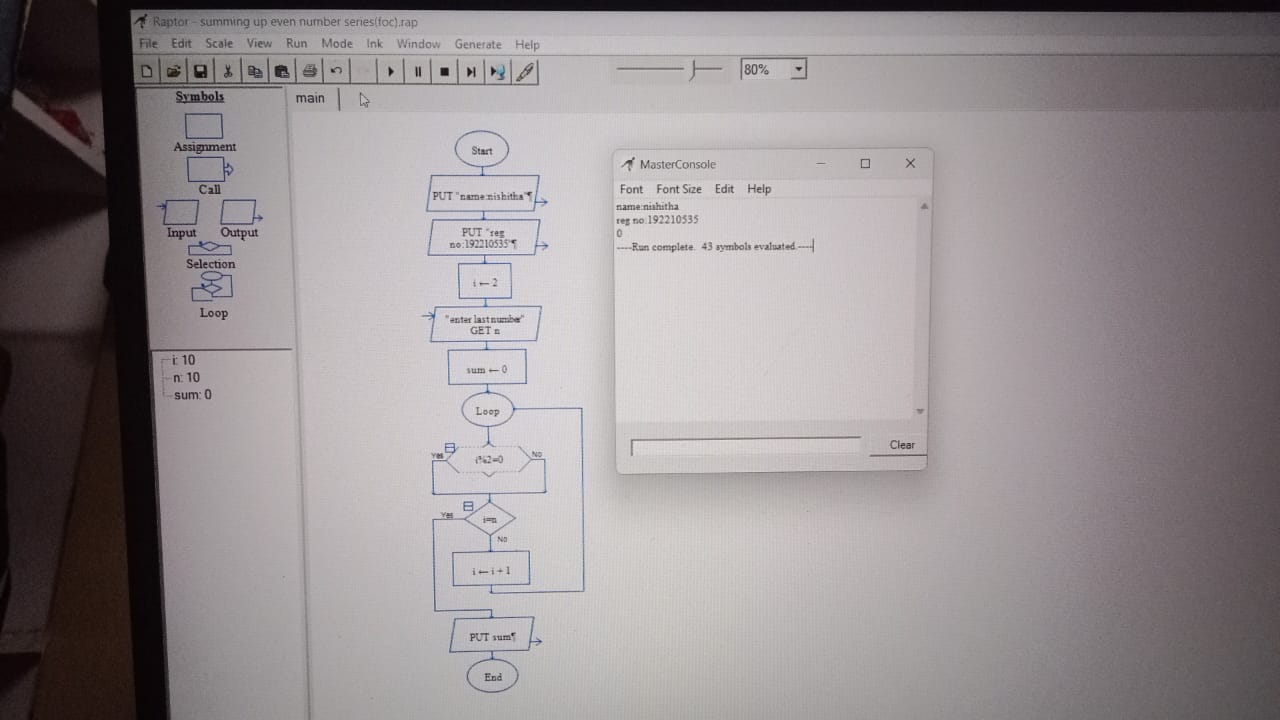 Raptor - summing up even number series(foc).rap
File Edit Scale View Run Mode Ink Window Generate Help
80%
Symbols
Assignment
Call
Input Output
Selection
Loop
i: 10
n: 10
sum: 0
main
Start
PUT "name:nishitha"¶
PUT "reg
no:192210535"¶
i ← 2
"enter last number"
GET n
sum ← 0
Loop
Yes
i%2=0
No
Yes
i=n
No
i ← i + 1
PUT sum¶
End
MasterConsole
Font Font Size Edit Help
name:nishitha
reg no:192210535
0
----Run complete. 43 symbols evaluated.----
Clear